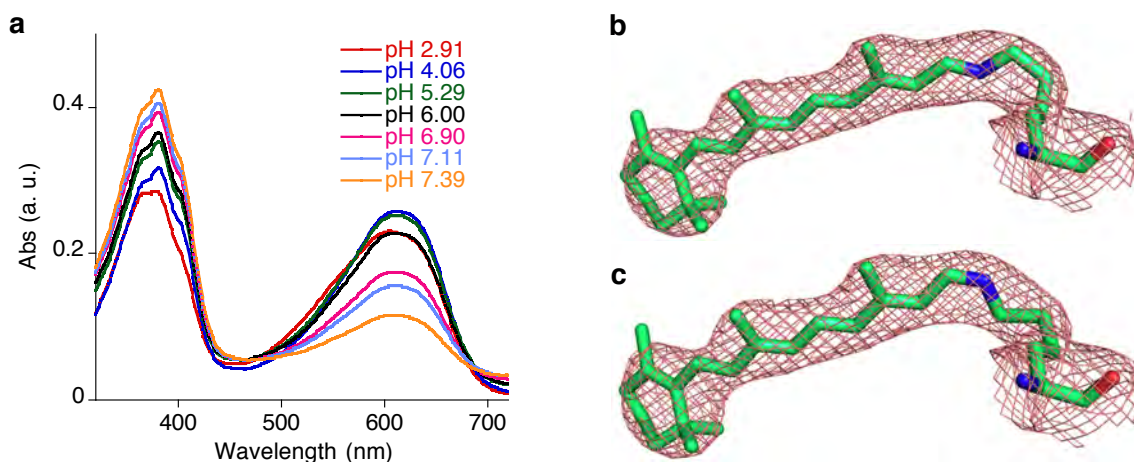 a
Abs (a. u.)
0.4
0.2
0
400
500
600
700
Wavelength (nm)
pH 2.91
pH 4.06
pH 5.29
pH 6.00
pH 6.90
pH 7.11
pH 7.39
b
c